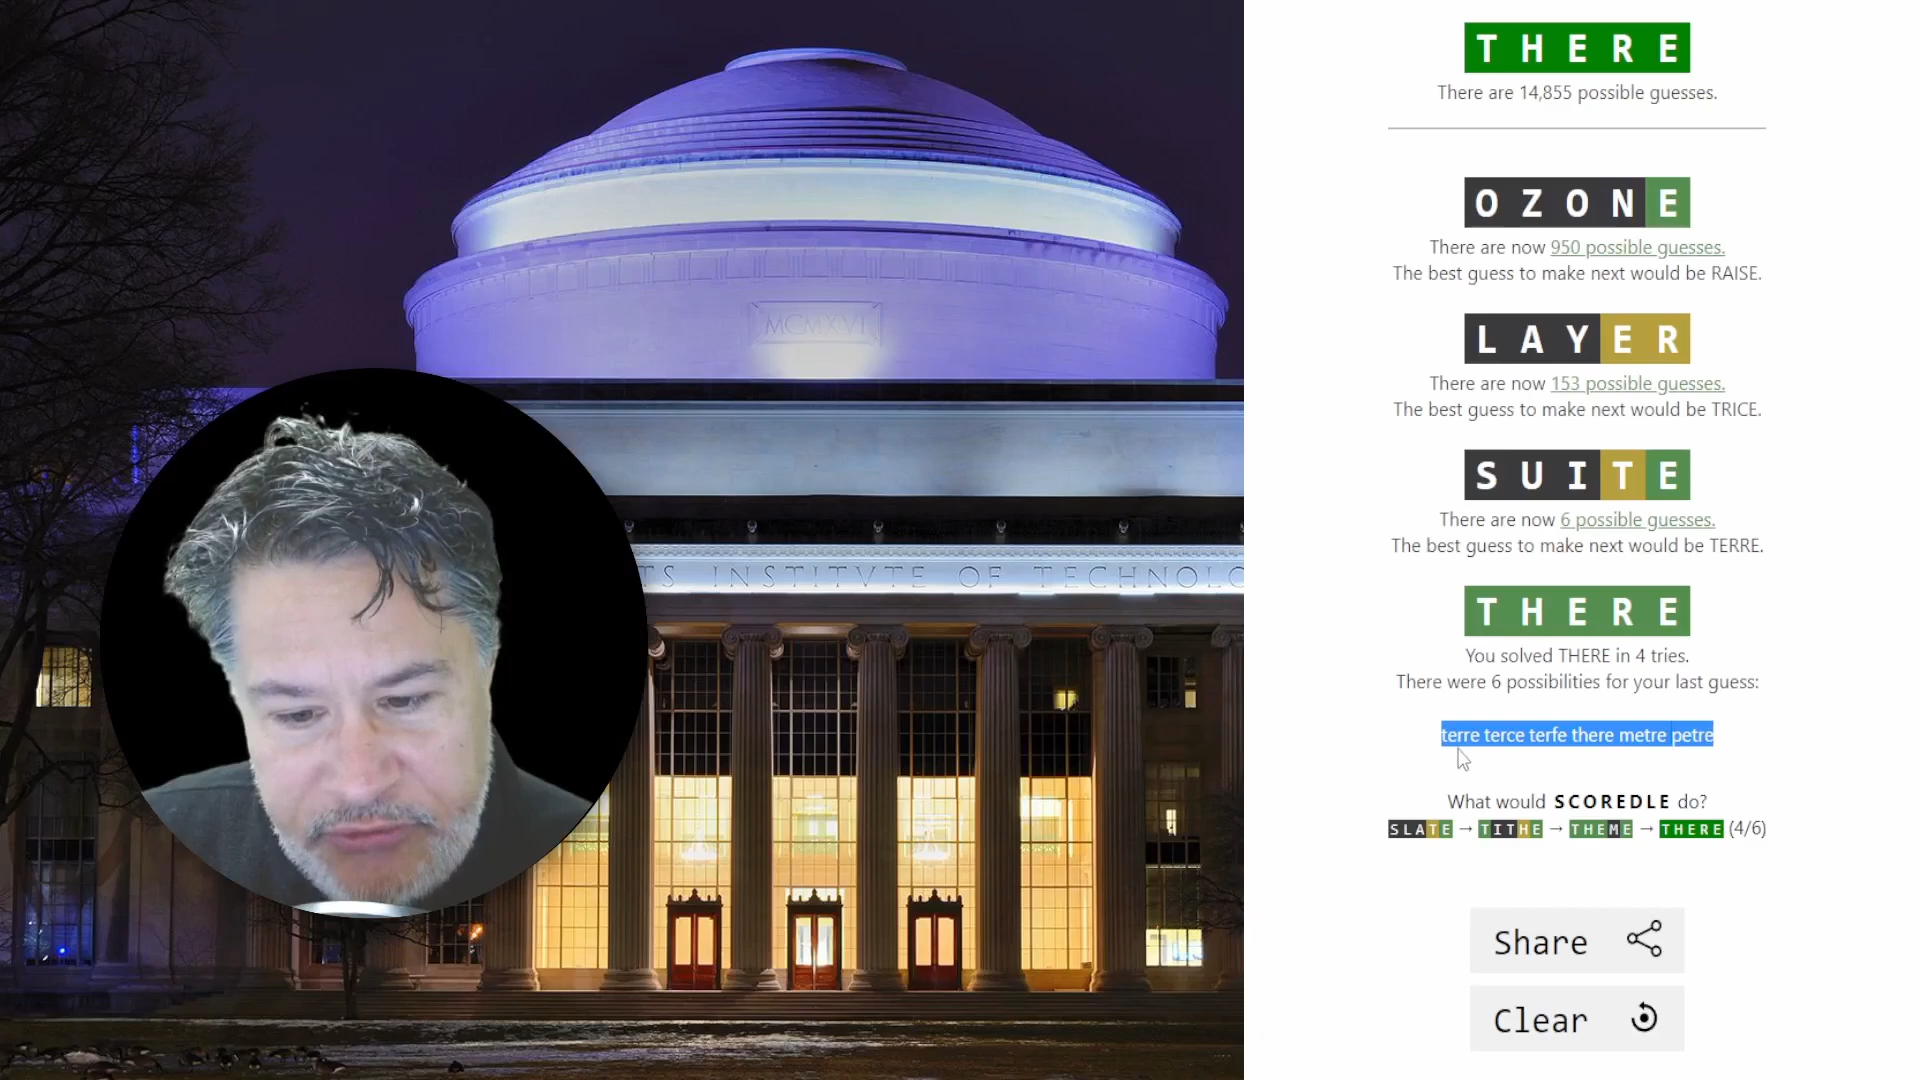 MCMXVI
TS INSTITVTE OF TECHNOLO
THERE
There are 14,855 possible guesses.
OZONE
There are now 950 possible guesses.
The best guess to make next would be RAISE.
LAYER
There are now 153 possible guesses.
The best guess to make next would be TRICE.
SUITE
There are now 6 possible guesses.
The best guess to make next would be TERRE.
THERE
You solved THERE in 4 tries.
There were 6 possibilities for your last guess:
terre terce terfe there metre petre
What would SCOREDLE do?
SLATE → TITHE → THEME → THERE (4/6)
Share
Clear